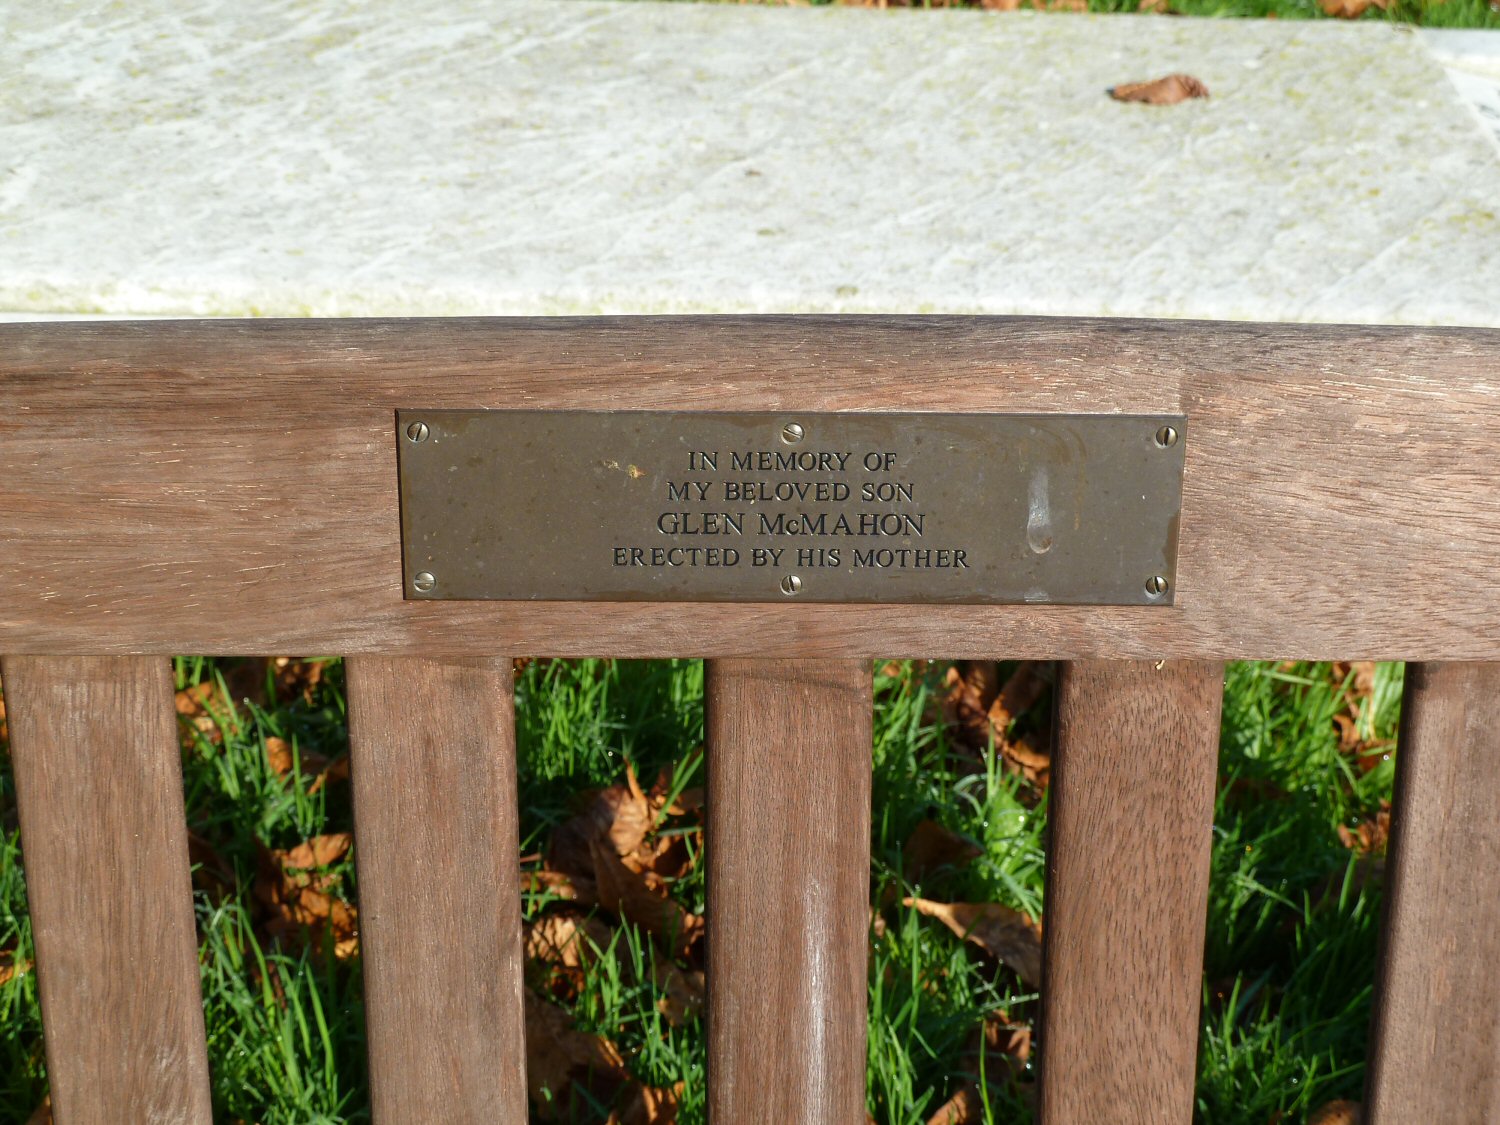 IN MEMORY OF
MY BELOVED SON
GLEN McMAHON
ERECTED BY HIS MOTHER